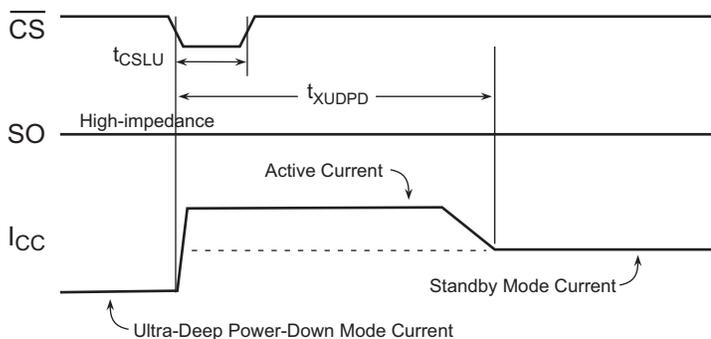 CS
tCSLU
tXUDPD
High-impedance
SO
Active Current
ICC
Standby Mode Current
Ultra-Deep Power-Down Mode Current